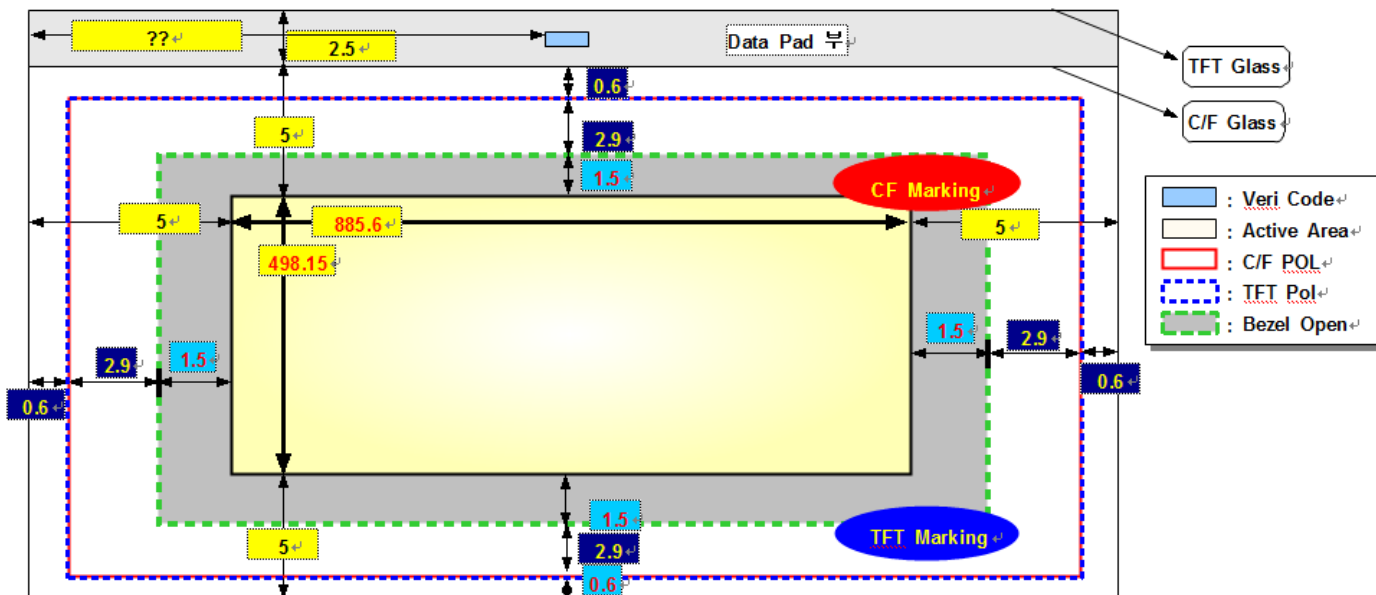 ??
2.5
Data Pad 부
TFT Glass
0.6
C/F Glass
5
2.9
1.5
CF Marking
: Veri Code
5
885.6
5
: Active Area
498.15
: C/F POL
: TFT Pol
: Bezel Open
2.9
1.5
1.5
2.9
0.6
0.6
1.5
5
TFT Marking
2.9
0.6